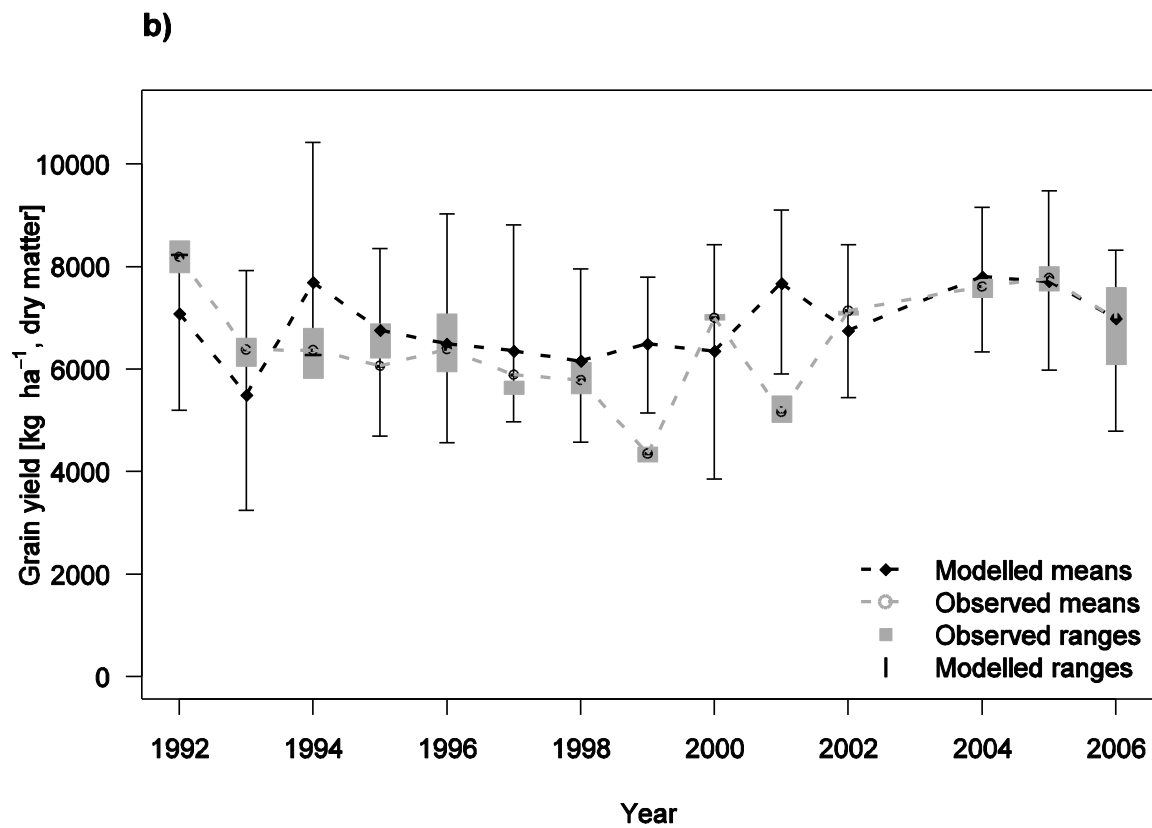 b)
Grain yield [kg ha⁻¹, dry matter]
10000
8000
6000
4000
2000
0
Modelled means
Observed means
Observed ranges
Modelled ranges
1992 1994 1996 1998 2000 2002 2004 2006
Year